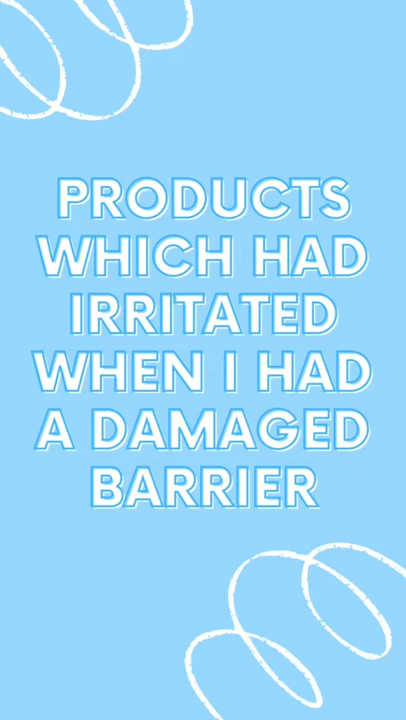 PRODUCTS
WHICH HAD
IRRITATED
WHEN I HAD
A DAMAGED
BARRIER